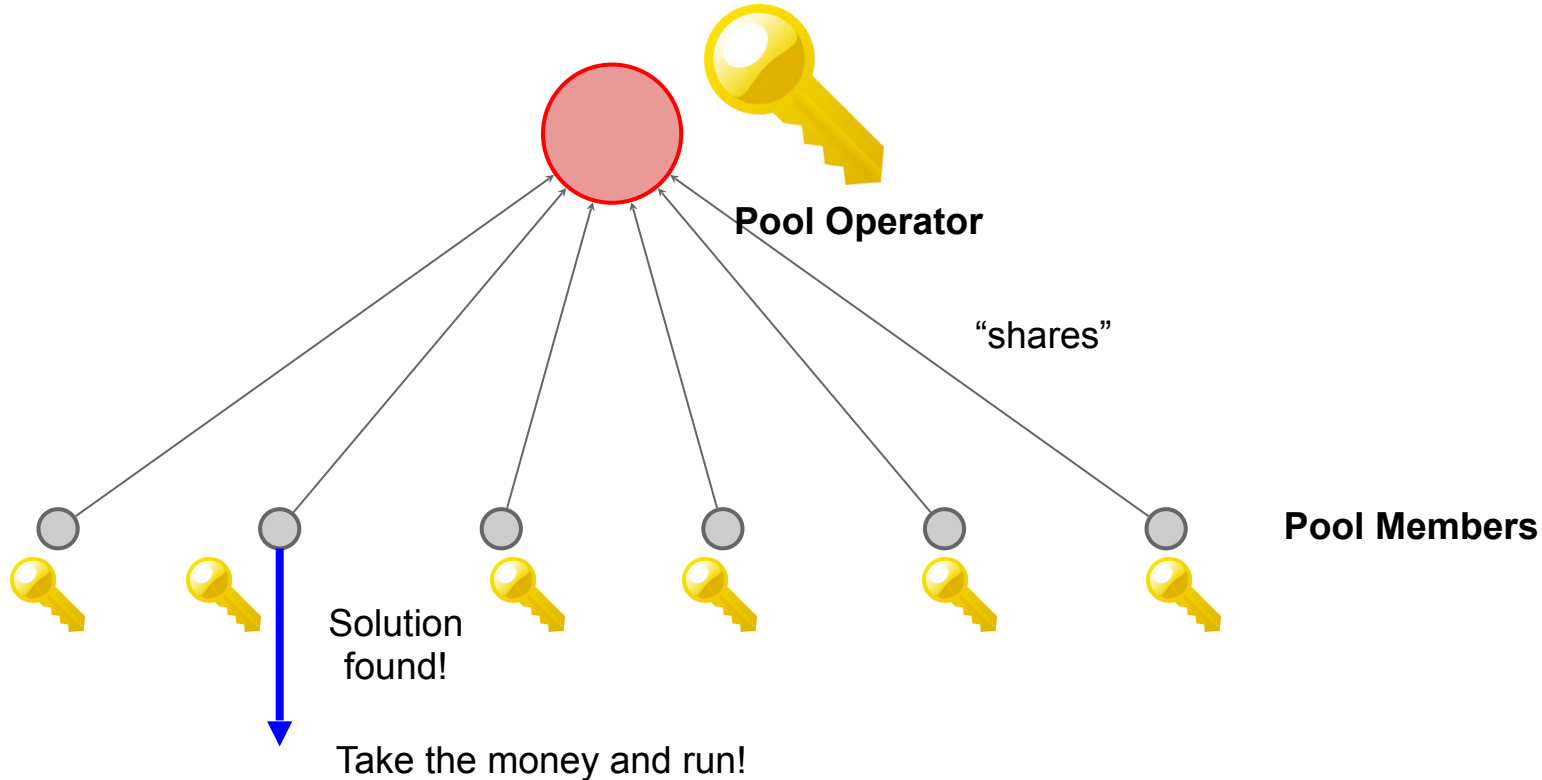 Pool Operator
“shares”
Pool Members
Solution
found!
Take the money and run!